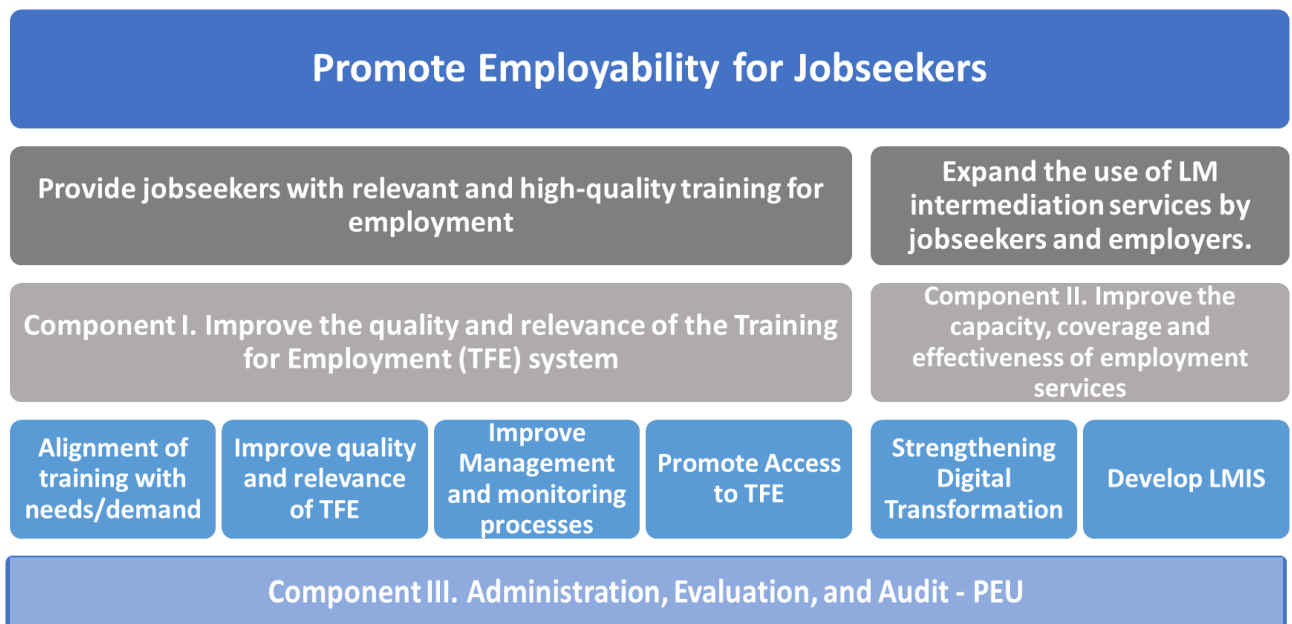 Promote Employability for Jobseekers
Provide jobseekers with relevant and high-quality training for
employment
Expand the use of LM
intermediation services by
jobseekers and employers.
Component I. Improve the quality and relevance of the Training
for Employment (TFE) system
Component II. Improve the
capacity, coverage and
effectiveness of employment
services
Alignment of
training with
needs/demand
Improve quality
and relevance
of TFE
Improve
Management
and monitoring
processes
Promote Access
to TFE
Strengthening
Digital
Transformation
Develop LMIS
Component III. Administration, Evaluation, and Audit - PEU